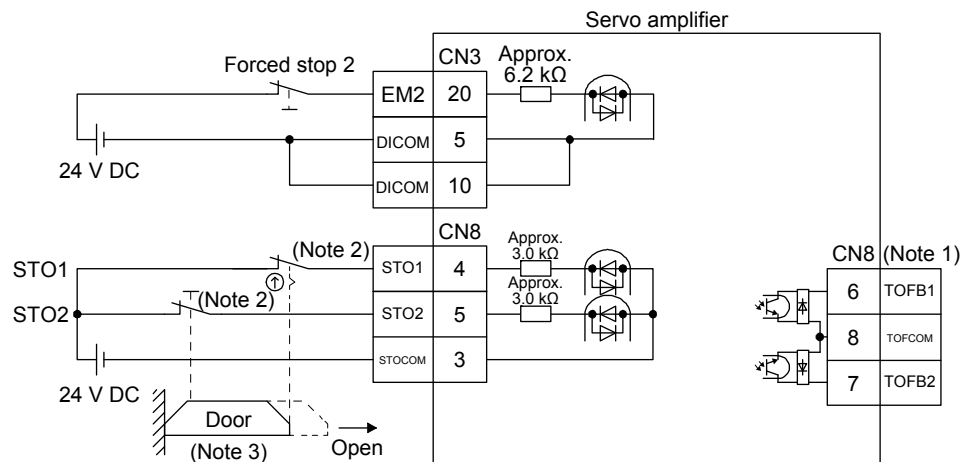 Servo amplifier
Forced stop 2
CN3
Approx.
6.2 kΩ
EM2 20
DICOM 5
24 V DC
DICOM 10
CN8
(Note 2)
Approx.
3.0 kΩ
STO1
STO1 4
CN8 (Note 1)
(Note 2)
Approx.
3.0 kΩ
STO2
STO2 5
6 TOFB1
8 TOFCOM
STOCOM 3
7 TOFB2
24 V DC
Door
(Note 3)
Open